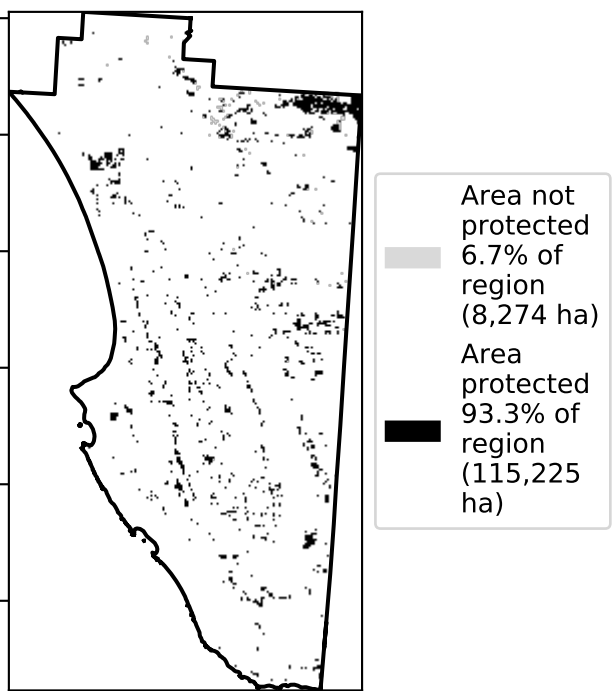 Area not
protected
6.7% of
region
(8,274 ha)
Area
protected
93.3% of
region
(115,225
ha)